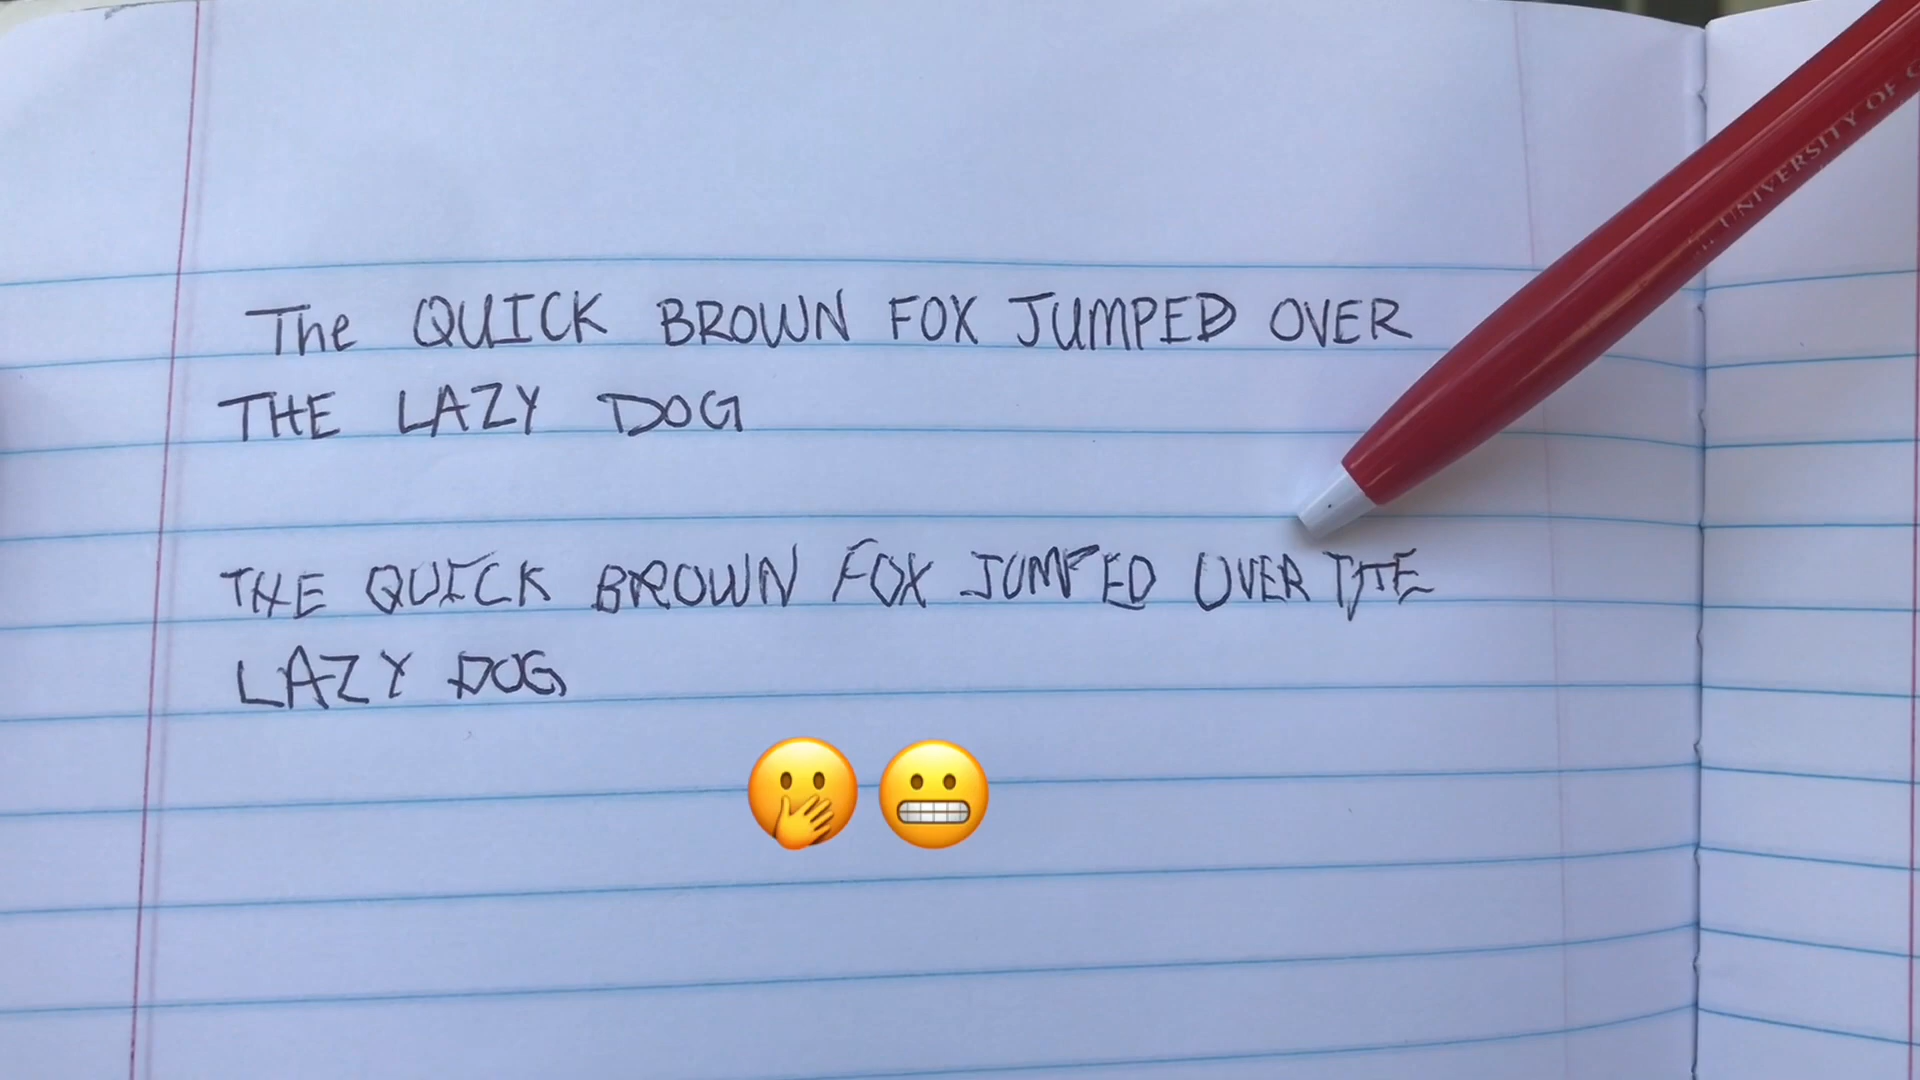 The QUICK BROWN FOX JUMPED OVER
THE LAZY DOG
THE QUICK BROWN FOX JUMPED OVER THE
LAZY DOG
UNIVERSITY OF